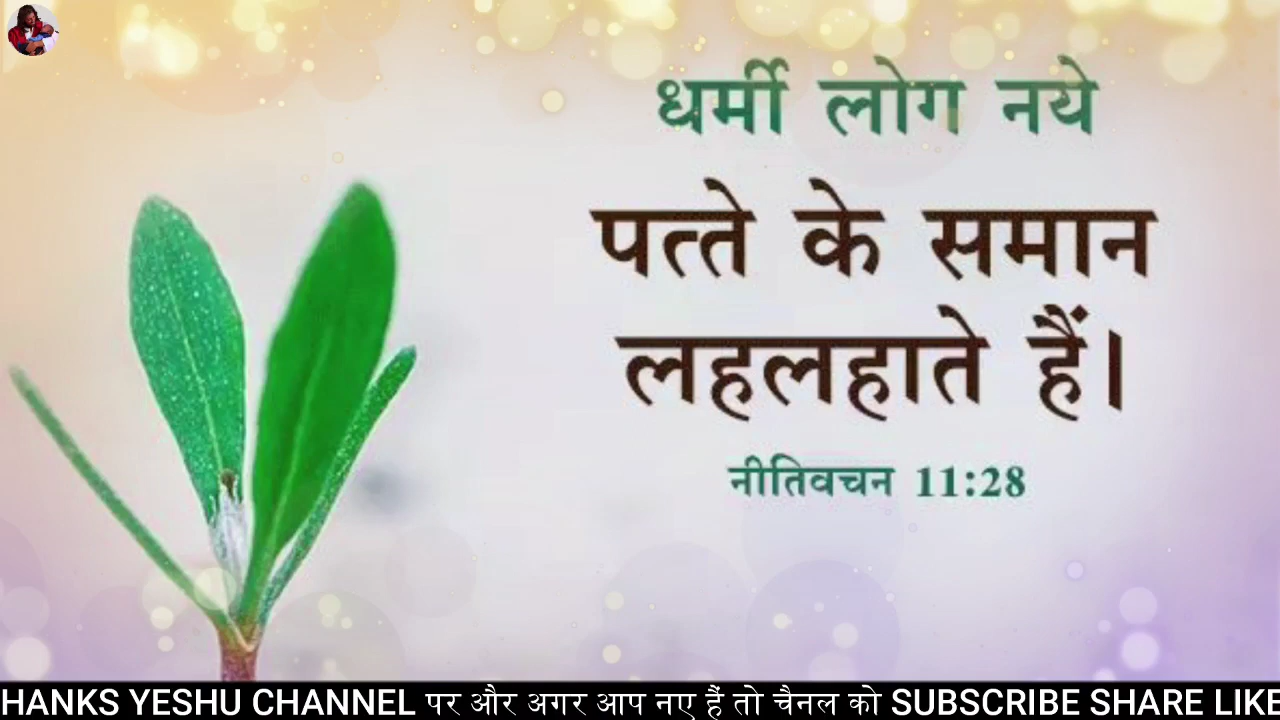 धर्मी लोग नये
पत्ते के समान
लहलहाते हैं।
नीतिवचन 11:28
HANKS YESHU CHANNEL पर और अगर आप नए हैं तो चैनल को SUBSCRIBE SHARE LIKE